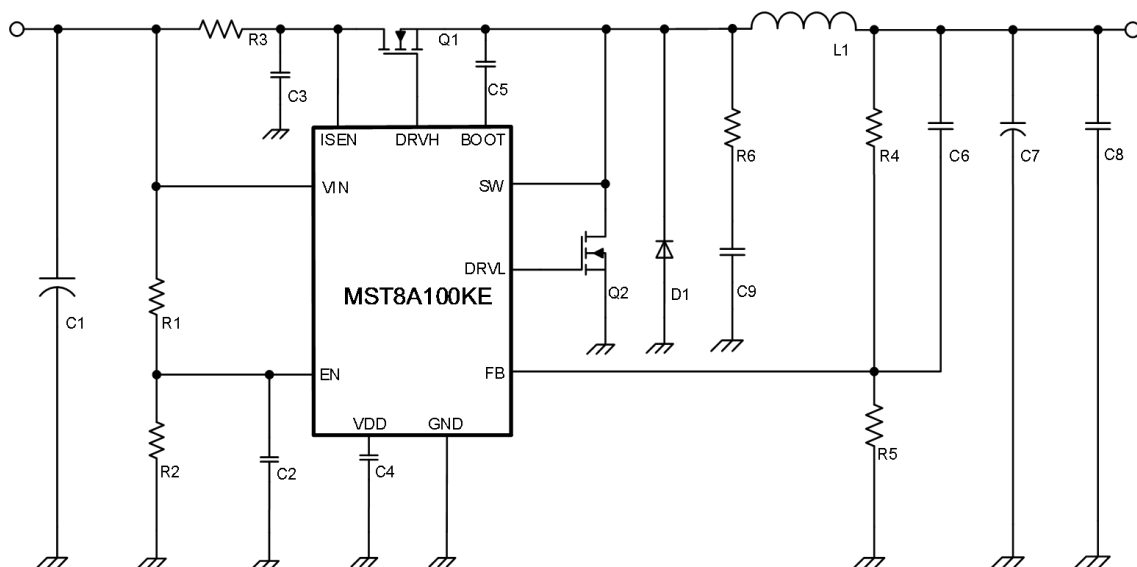 R3
Q1
L1
C3
C5
ISEN
DRVH
BOOT
R6
R4
C6
C7
C8
VIN
SW
DRVL
MST8A100KE
Q2
D1
C9
C1
R1
EN
FB
VDD
GND
R2
C2
C4
R5